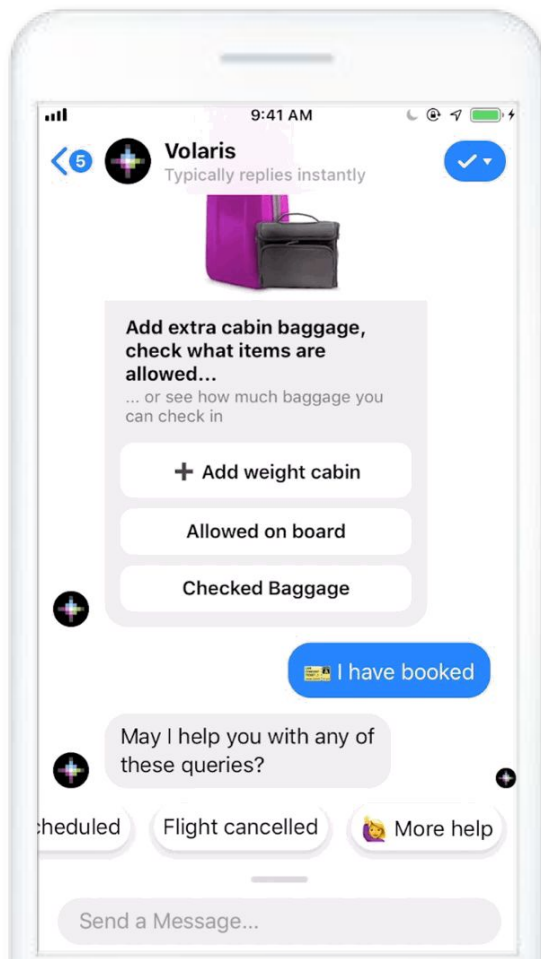 9:41 AM
5
Volaris
Typically replies instantly
Add extra cabin baggage,
check what items are
allowed...
... or see how much baggage you
can check in
➕ Add weight cabin
Allowed on board
Checked Baggage
🎫 I have booked
May I help you with any of
these queries?
cheduled
Flight cancelled
🙋‍♀️ More help
Send a Message...